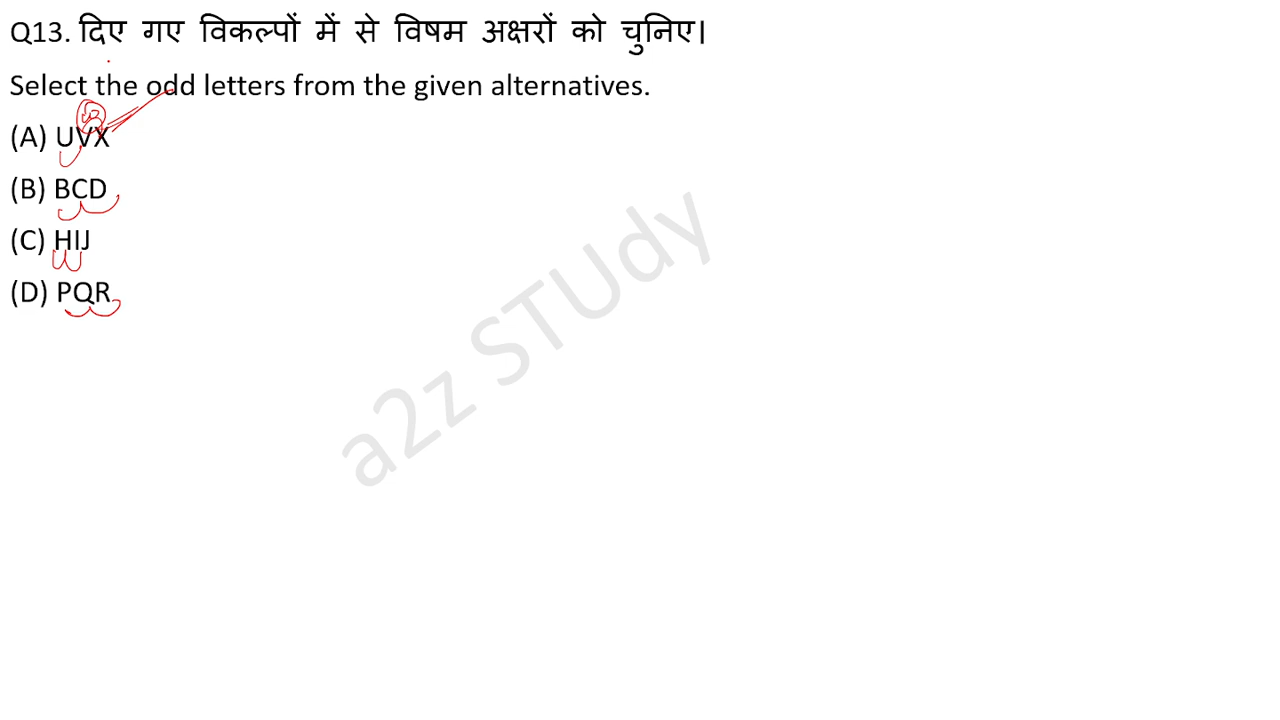 Q13. दिए गए विकल्पों में से विषम अक्षरों को चुनिए।
Select the odd letters from the given alternatives.
(A) UVX
(B) BCD
(C) HIJ
(D) PQR
a2z STUdy